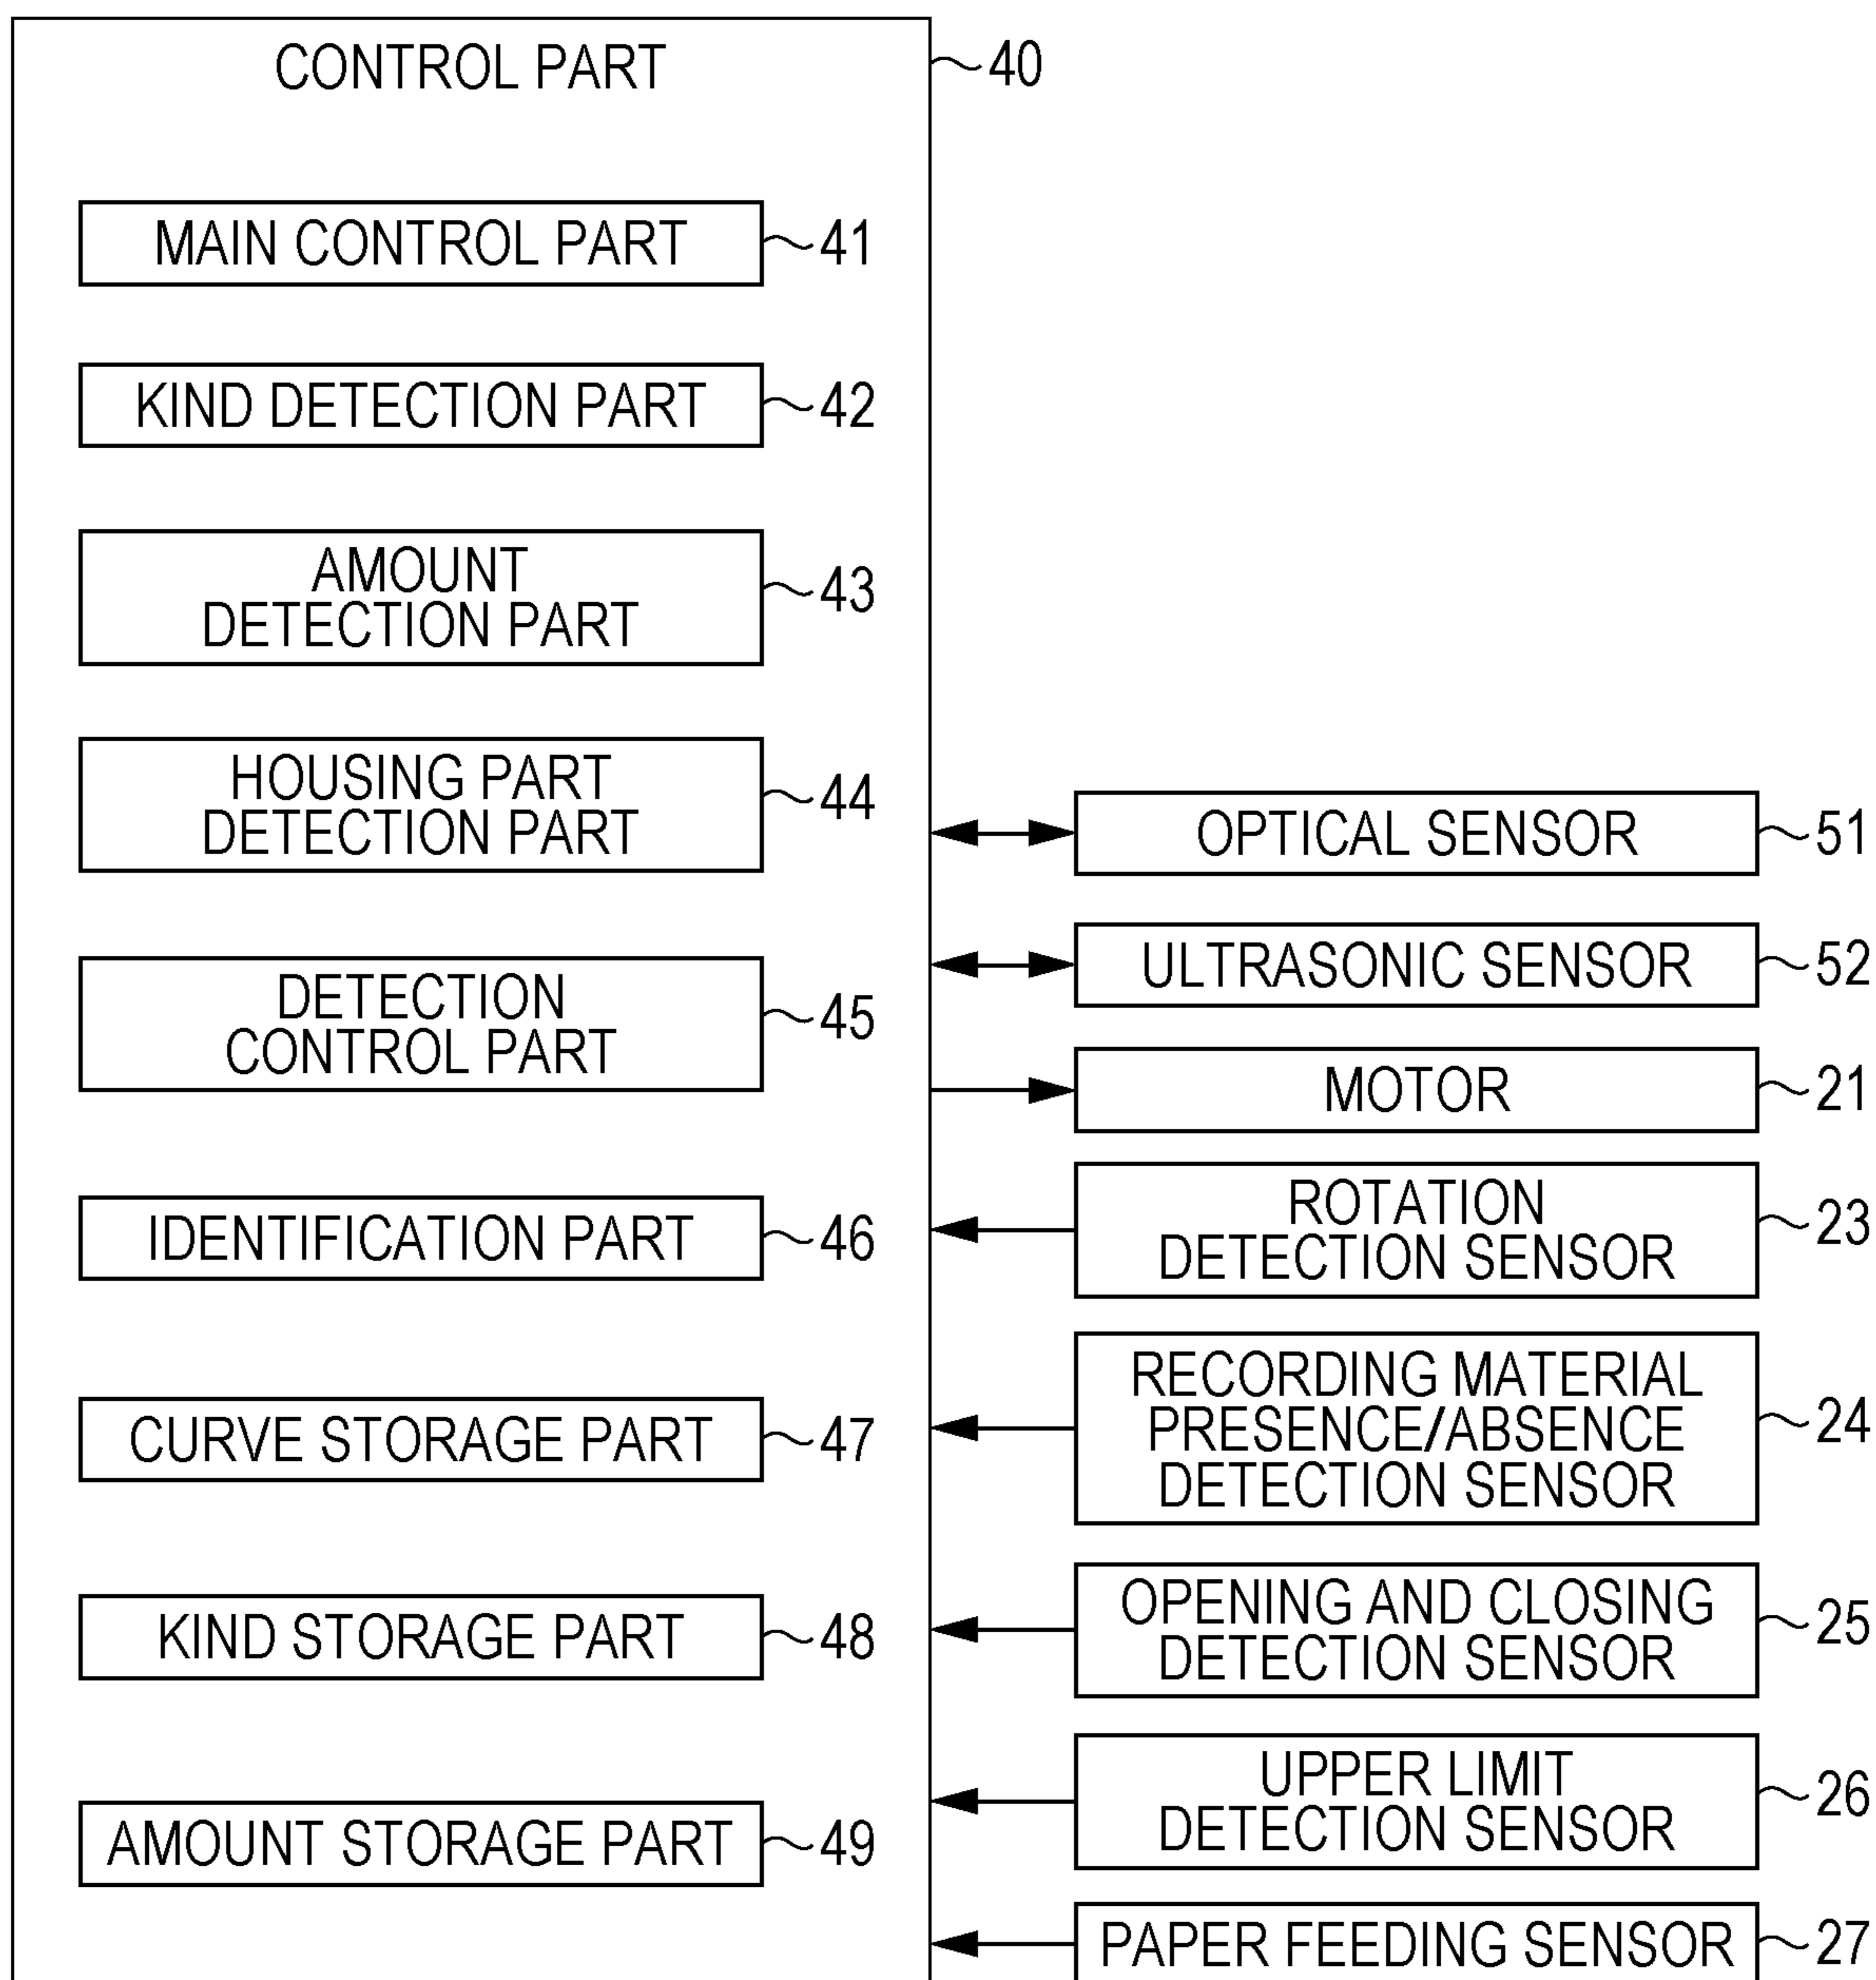 CONTROL PART
40
MAIN CONTROL PART
41
KIND DETECTION PART
42
AMOUNT
DETECTION PART
43
HOUSING PART
DETECTION PART
44
DETECTION
CONTROL PART
45
IDENTIFICATION PART
46
CURVE STORAGE PART
47
KIND STORAGE PART
48
AMOUNT STORAGE PART
49
OPTICAL SENSOR
51
ULTRASONIC SENSOR
52
MOTOR
21
ROTATION
DETECTION SENSOR
23
RECORDING MATERIAL
PRESENCE/ABSENCE
DETECTION SENSOR
24
OPENING AND CLOSING
DETECTION SENSOR
25
UPPER LIMIT
DETECTION SENSOR
26
PAPER FEEDING SENSOR
27